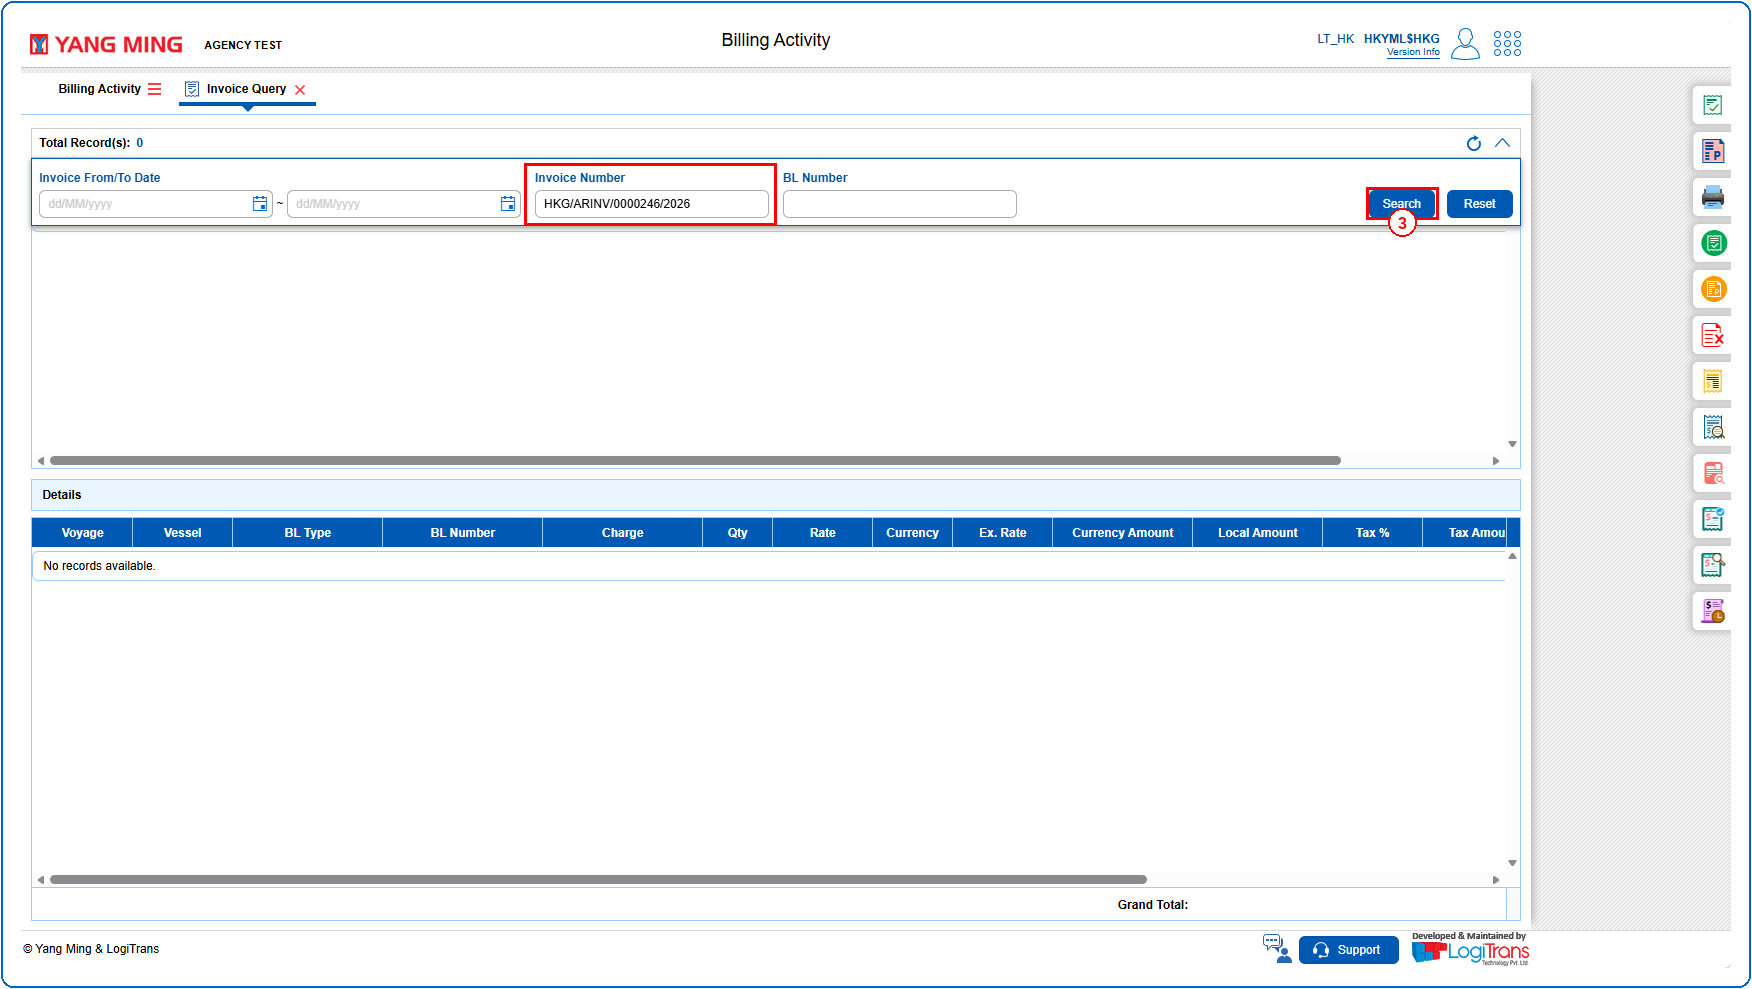 YANG MING
AGENCY TEST
Billing Activity
LT_HK HKYML$HKG
Version Info
Billing Activity
Invoice Query
Total Record(s): 0
Invoice From/To Date
Invoice Number
BL Number
dd/MM/yyyy
~
dd/MM/yyyy
HKG/ARINV/0000246/2026
Search
Reset
3
Details
Voyage Vessel BL Type BL Number Charge Qty Rate Currency Ex. Rate Currency Amount Local Amount Tax % Tax Amou
No records available.
Grand Total:
© Yang Ming & LogiTrans
Support
Developed & Maintained by
LogiTrans
Technology Pvt. Ltd.